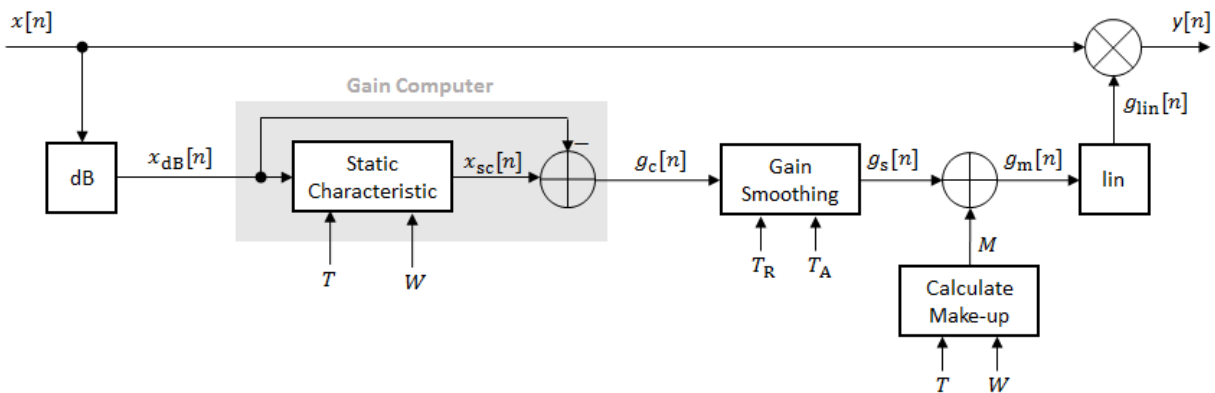 x[n]
y[n]
Gain Computer
g_lin[n]
dB
x_dB[n]
Static
Characteristic
x_sc[n]
−
g_c[n]
Gain
Smoothing
g_s[n]
g_m[n]
lin
T
W
T_R
T_A
M
Calculate
Make-up
T
W